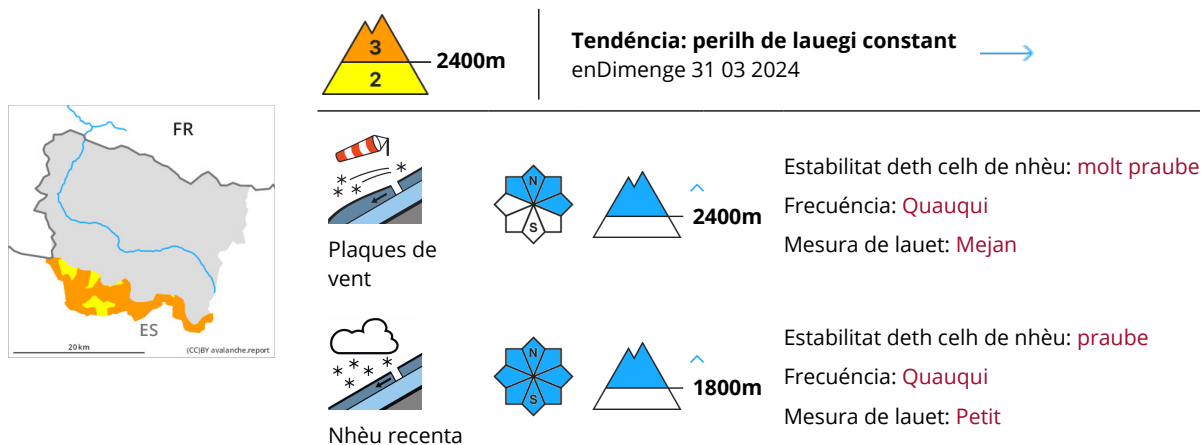 3
2
2400m
Tendéncia: perilh de lauegi constant
enDimenge 31 03 2024
FR
ES
20 km
(CC)BY avalanche.report
Plaques de
vent
N
S
2400m
Estabilitat deth celh de nhèu: molt praube
Frecuéncia: Quauqui
Mesura de lauet: Mejan
Nhèu recenta
N
S
1800m
Estabilitat deth celh de nhèu: praube
Frecuéncia: Quauqui
Mesura de lauet: Petit